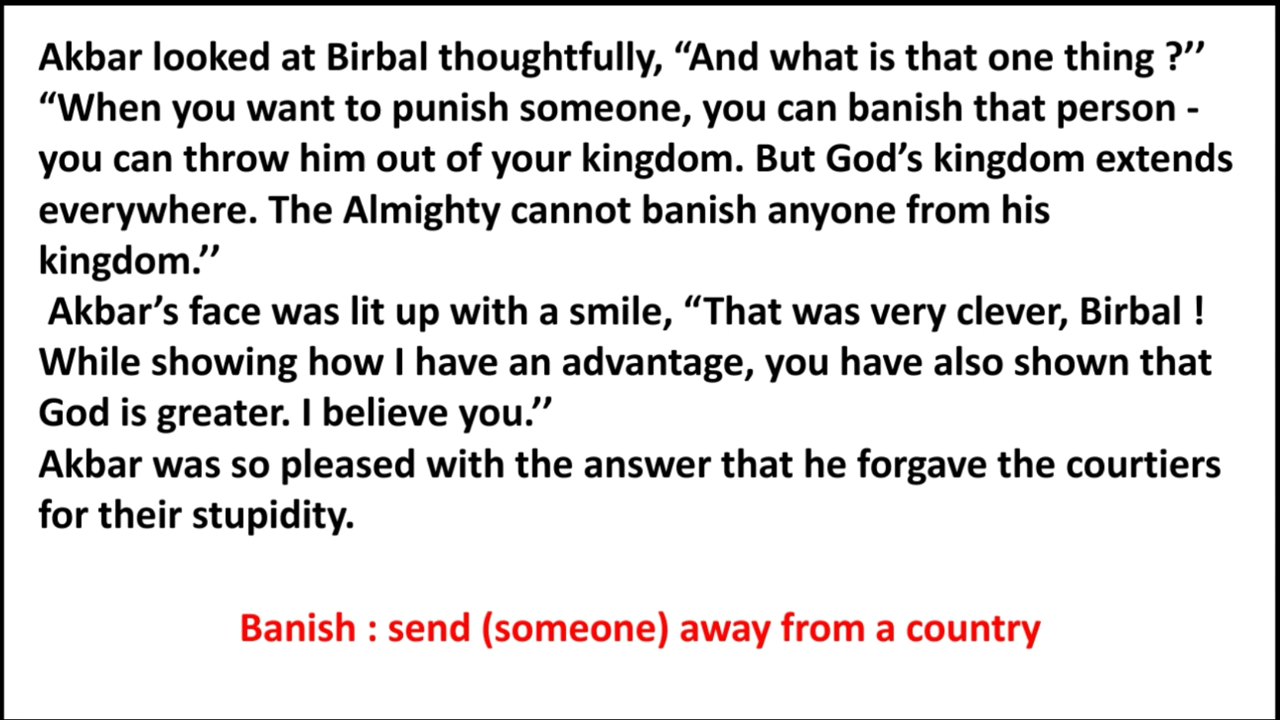 Akbar looked at Birbal thoughtfully, “And what is that one thing ?’’
“When you want to punish someone, you can banish that person -
you can throw him out of your kingdom. But God’s kingdom extends
everywhere. The Almighty cannot banish anyone from his
kingdom.’’
Akbar’s face was lit up with a smile, “That was very clever, Birbal !
While showing how I have an advantage, you have also shown that
God is greater. I believe you.’’
Akbar was so pleased with the answer that he forgave the courtiers
for their stupidity.
Banish : send (someone) away from a country